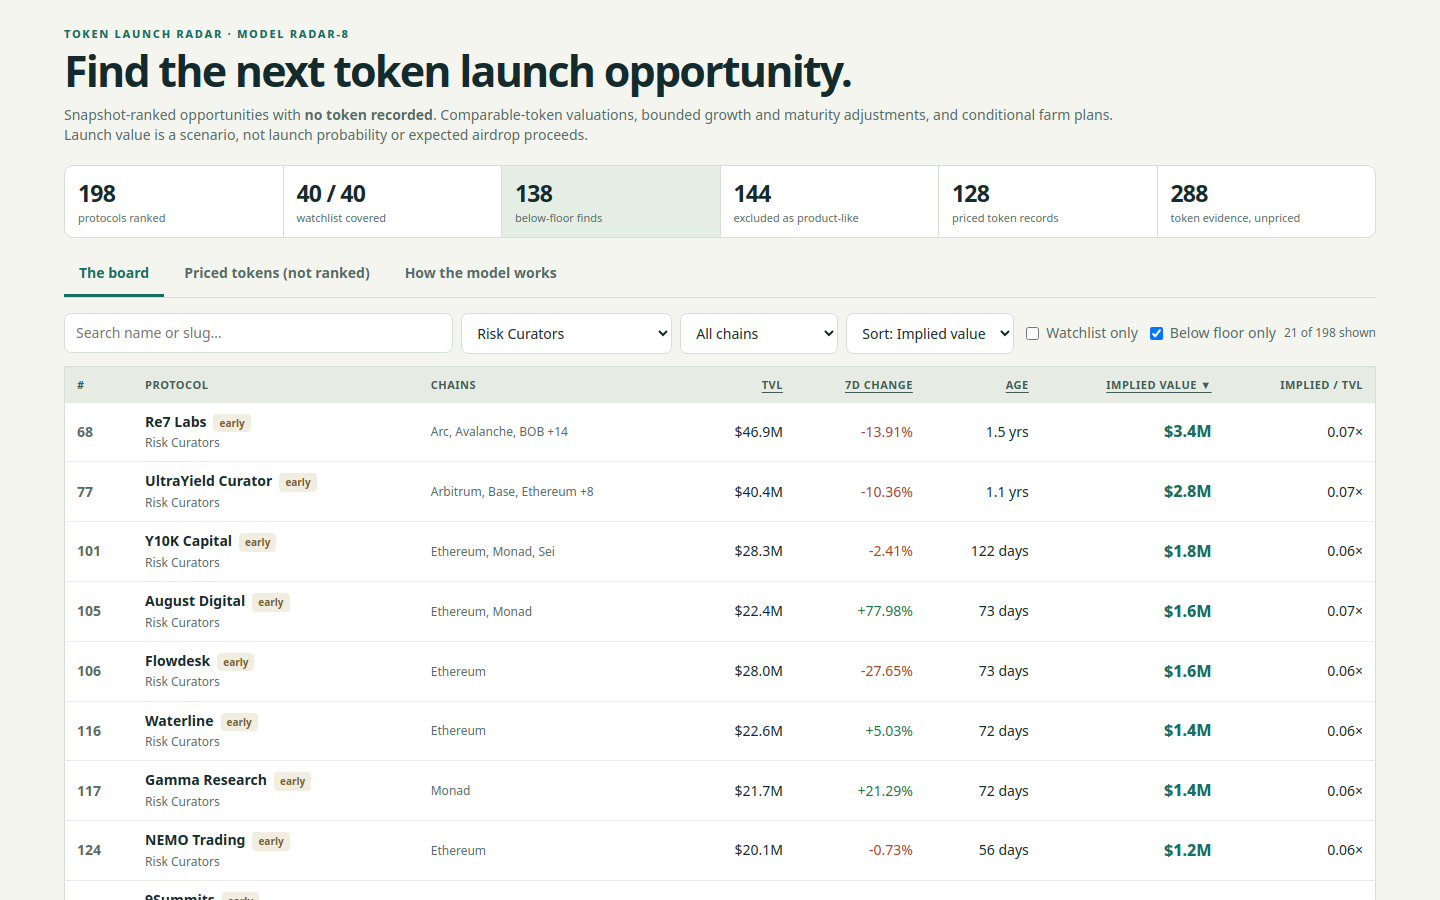 TOKEN LAUNCH RADAR · MODEL RADAR-8
Find the next token launch opportunity.
Snapshot-ranked opportunities with no token recorded. Comparable-token valuations, bounded growth and maturity adjustments, and conditional farm plans.
Launch value is a scenario, not launch probability or expected airdrop proceeds.
198 40 / 40 138 144 128 288
protocols ranked watchlist covered below-floor finds excluded as product-like priced token records token evidence, unpriced
The board Priced tokens (not ranked) How the model works
Search name or slug... Risk Curators All chains Sort: Implied value Watchlist only Below floor only 21 of 198 shown
# PROTOCOL CHAINS TVL 7D CHANGE AGE IMPLIED VALUE ▼ IMPLIED / TVL
68 Re7 Labs early Arc, Avalanche, BOB +14 $46.9M -13.91% 1.5 yrs $3.4M 0.07×
Risk Curators
77 UltraYield Curator early Arbitrum, Base, Ethereum +8 $40.4M -10.36% 1.1 yrs $2.8M 0.07×
Risk Curators
101 Y10K Capital early Ethereum, Monad, Sei $28.3M -2.41% 122 days $1.8M 0.06×
Risk Curators
105 August Digital early Ethereum, Monad $22.4M +77.98% 73 days $1.6M 0.07×
Risk Curators
106 Flowdesk early Ethereum $28.0M -27.65% 73 days $1.6M 0.06×
Risk Curators
116 Waterline early Ethereum $22.6M +5.03% 72 days $1.4M 0.06×
Risk Curators
117 Gamma Research early Monad $21.7M +21.29% 72 days $1.4M 0.06×
Risk Curators
124 NEMO Trading early Ethereum $20.1M -0.73% 56 days $1.2M 0.06×
Risk Curators
9Summits early